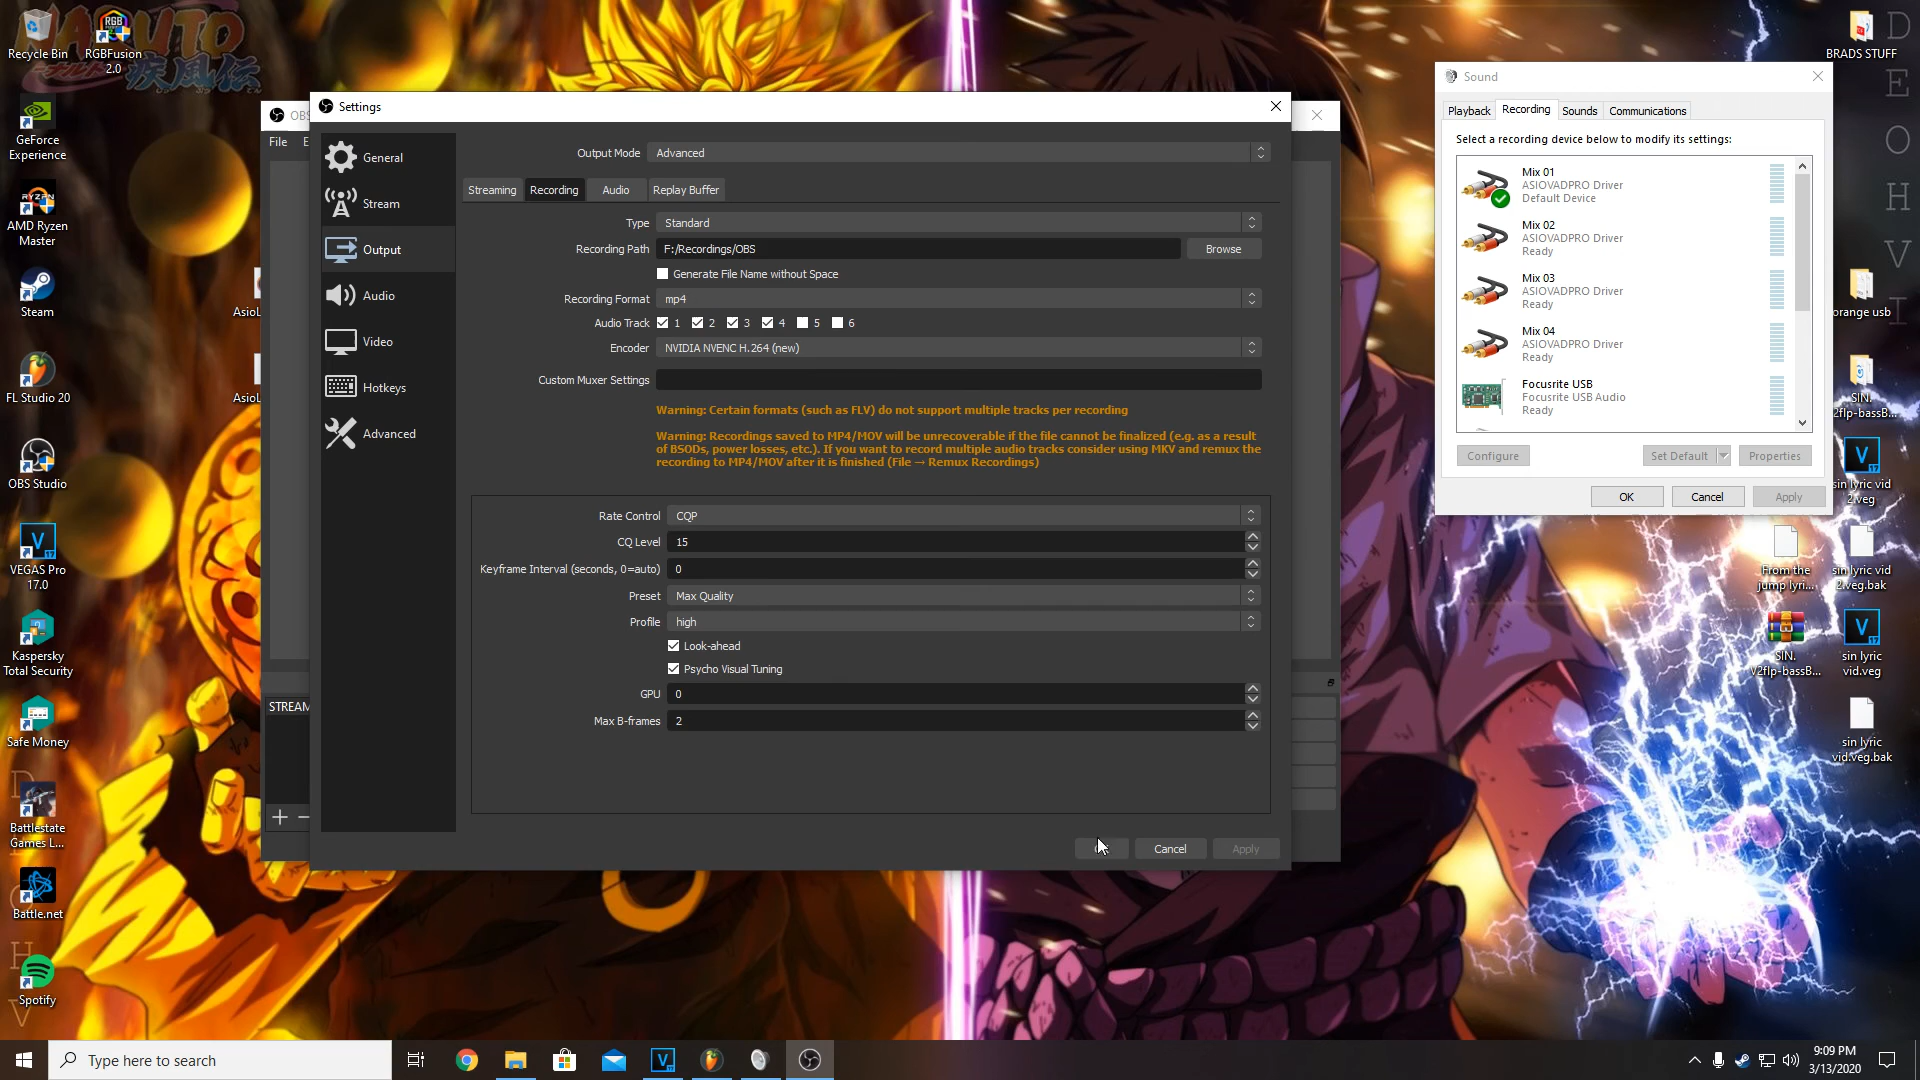 Recycle Bin
RGBFusion
2.0
GeForce
Experience
AMD Ryzen
Master
Steam
FL Studio 20
OBS Studio
VEGAS Pro
17.0
Kaspersky
Total Security
Safe Money
Battlestate
Games L...
Battle.net
Spotify
NARUTO
疾風伝
File
STREAM
Settings
General
Stream
Output
Audio
Video
Hotkeys
Advanced
Output Mode Advanced
Streaming Recording Audio Replay Buffer
Type Standard
Recording Path F:/Recordings/OBS Browse
Generate File Name without Space
Recording Format mp4
Audio Track 1 2 3 4 5 6
Encoder NVIDIA NVENC H.264 (new)
Custom Muxer Settings
Warning: Certain formats (such as FLV) do not support multiple tracks per recording
Warning: Recordings saved to MP4/MOV will be unrecoverable if the file cannot be finalized (e.g. as a result
of BSODs, power losses, etc.). If you want to record multiple audio tracks consider using MKV and remux the
recording to MP4/MOV after it is finished (File → Remux Recordings)
Rate Control CQP
CQ Level 15
Keyframe Interval (seconds, 0=auto) 0
Preset Max Quality
Profile high
Look-ahead
Psycho Visual Tuning
GPU 0
Max B-frames 2
Cancel Apply
Sound
Playback Recording Sounds Communications
Select a recording device below to modify its settings:
Mix 01
ASIOVADPRO Driver
Default Device
Mix 02
ASIOVADPRO Driver
Ready
Mix 03
ASIOVADPRO Driver
Ready
Mix 04
ASIOVADPRO Driver
Ready
Focusrite USB
Focusrite USB Audio
Ready
Configure Set Default Properties
OK Cancel Apply
BRADS STUFF
orange usb
SIN.
2flp-bassB...
sin lyric vid
2.veg
From the
jump lyri...
sin lyric vid
2.veg.bak
SIN.
V2flp-bassB...
sin lyric
vid.veg
sin lyric
vid.veg.bak
Type here to search
9:09 PM
3/13/2020